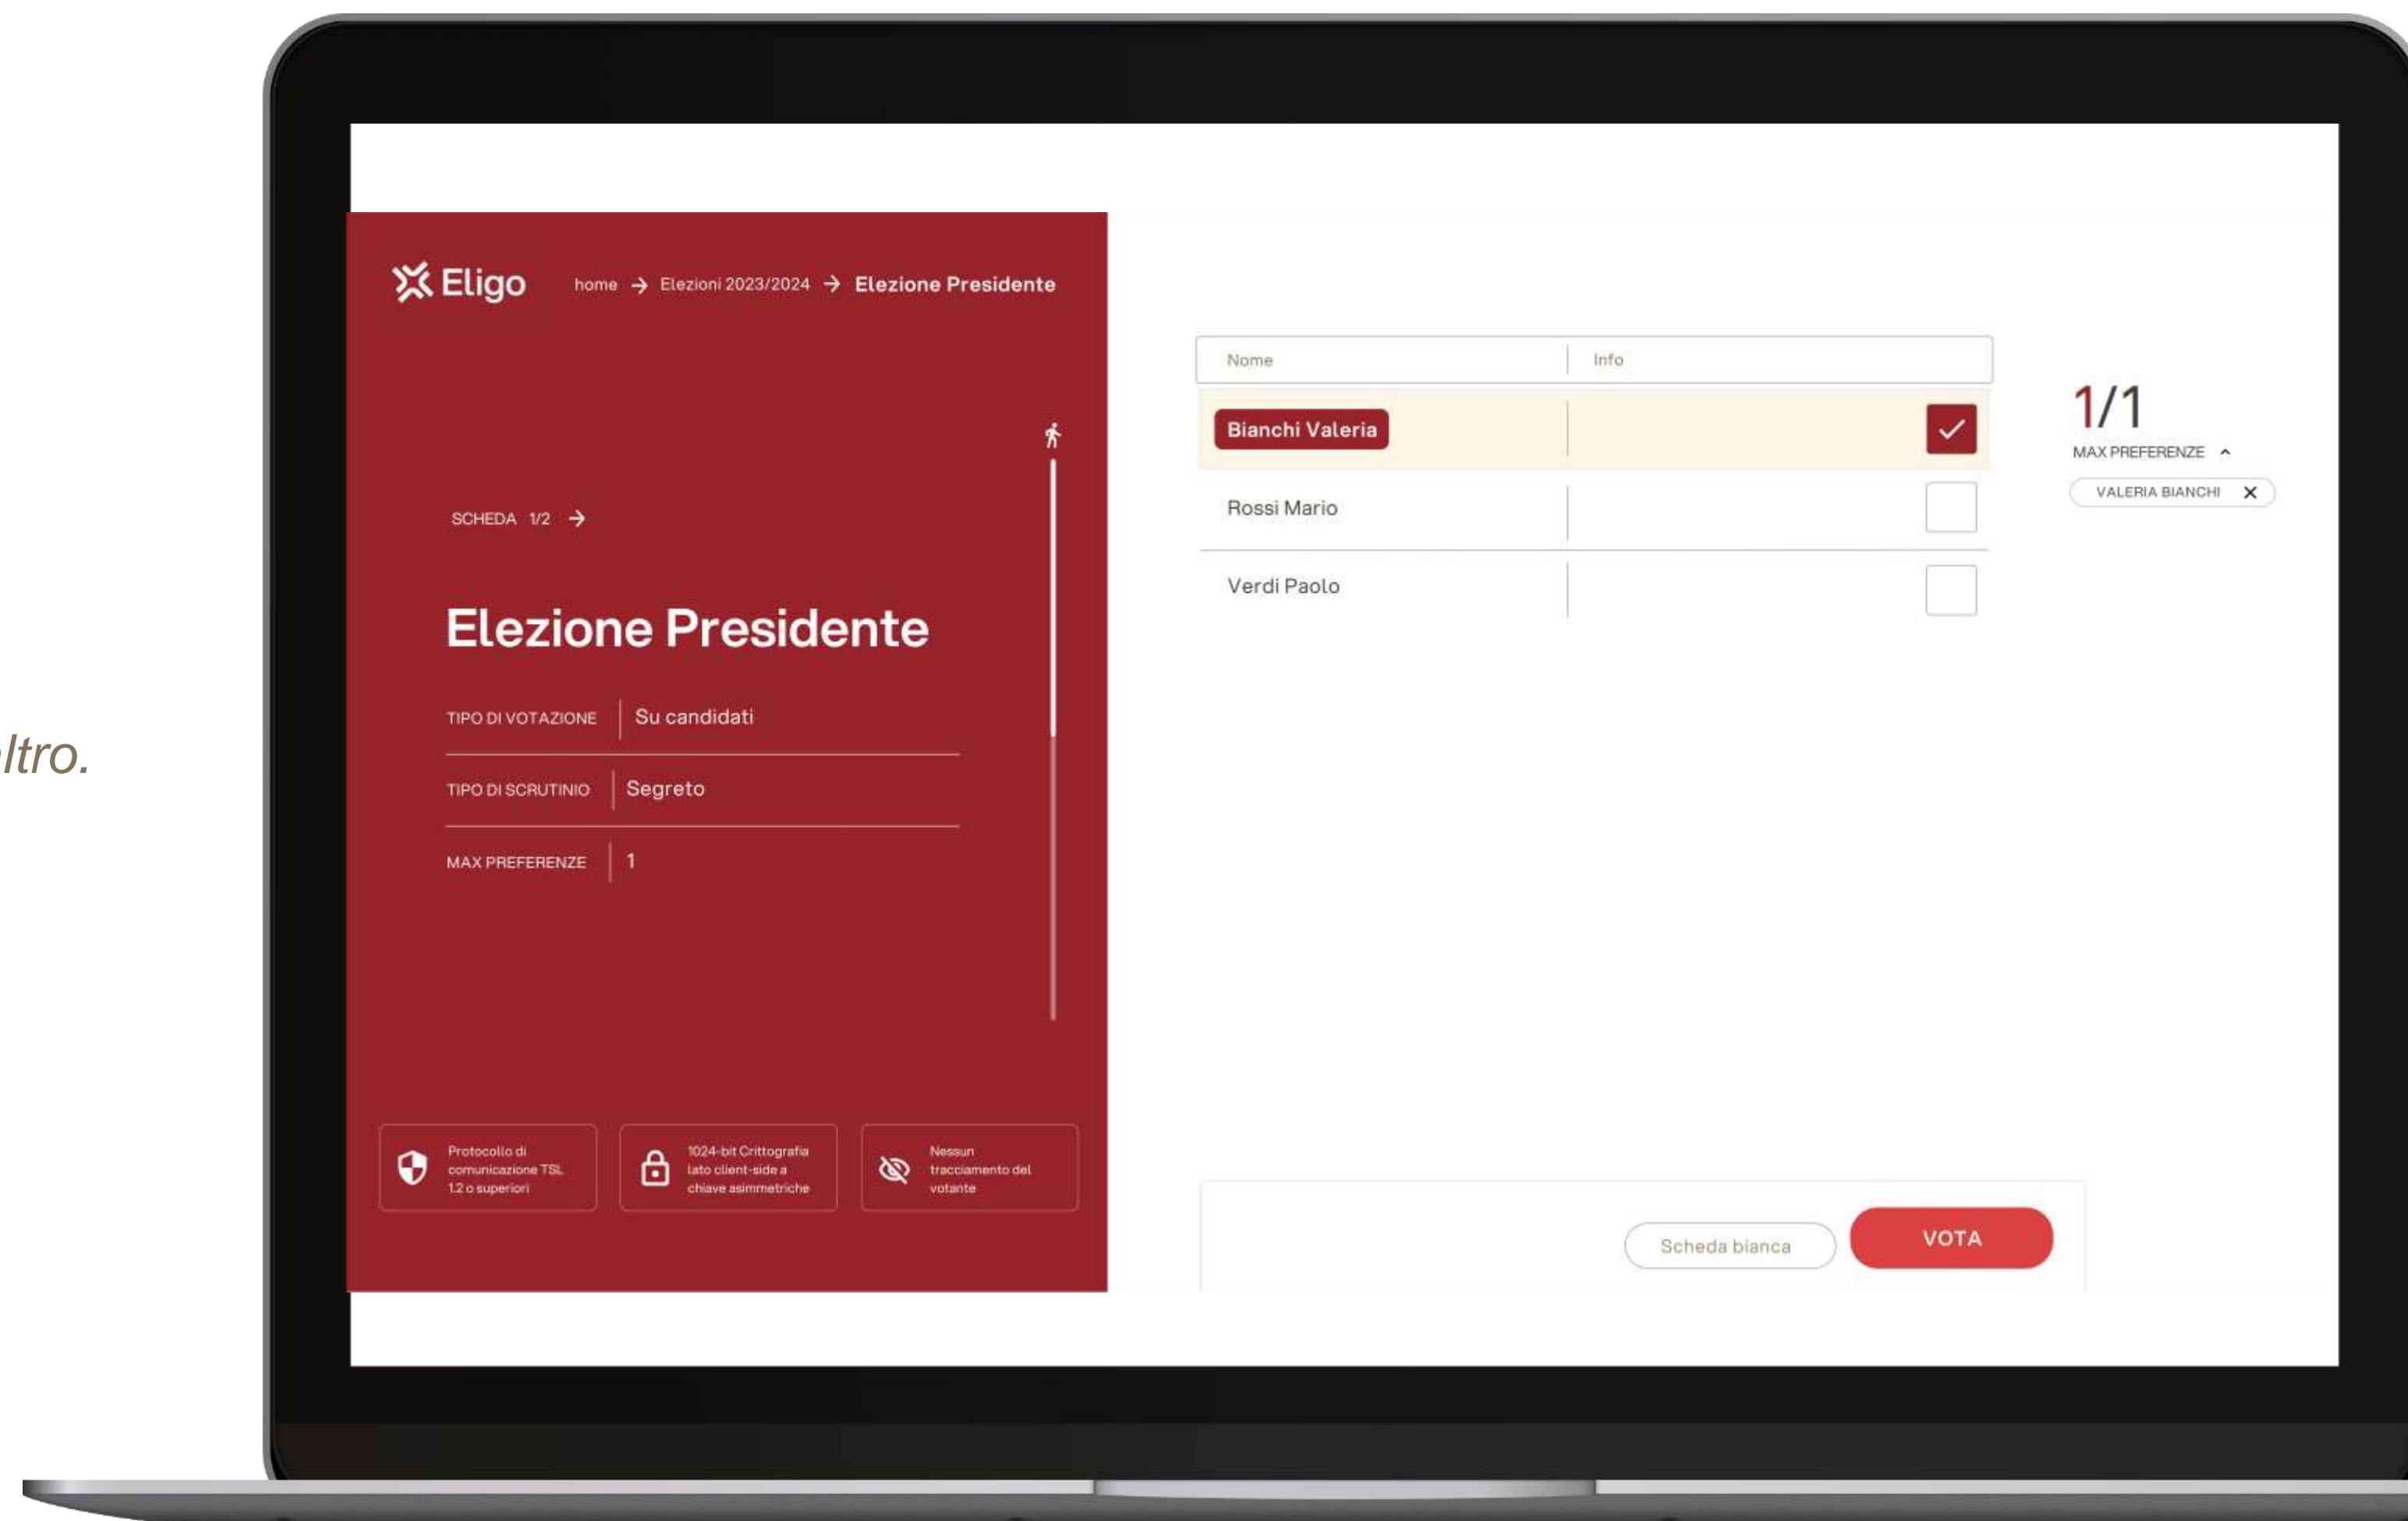 Eligo
home → Elezioni 2023/2024 → Elezione Presidente
SCHEDA 1/2 →
Elezione Presidente
TIPO DI VOTAZIONE Su candidati
TIPO DI SCRUTINIO Segreto
MAX PREFERENZE 1
Protocollo di
comunicazione TSL
1.2 o superiori
1024-bit Crittografia
lato client-side a
chiave asimmetriche
Nessun
tracciamento del
votante
Nome Info
Bianchi Valeria
Rossi Mario
Verdi Paolo
1/1
MAX PREFERENZE
VALERIA BIANCHI X
Scheda bianca
VOTA